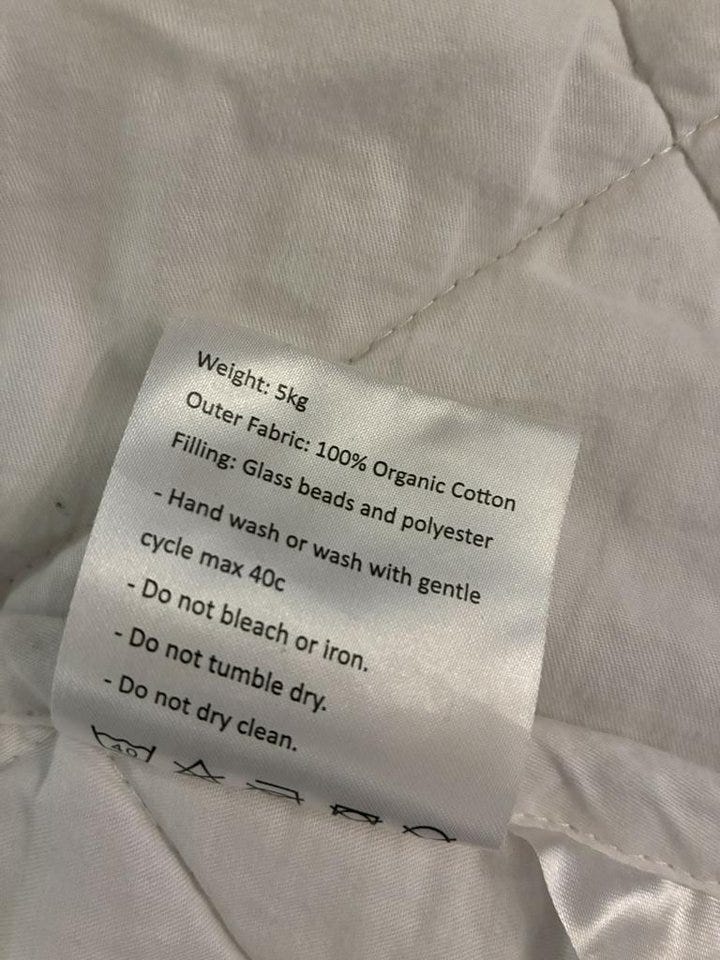 Weight: 5kg
Outer Fabric: 100% Organic Cotton
Filling: Glass beads and polyester
- Hand wash or wash with gentle
cycle max 40c
- Do not bleach or iron.
- Do not tumble dry.
- Do not dry clean.
40